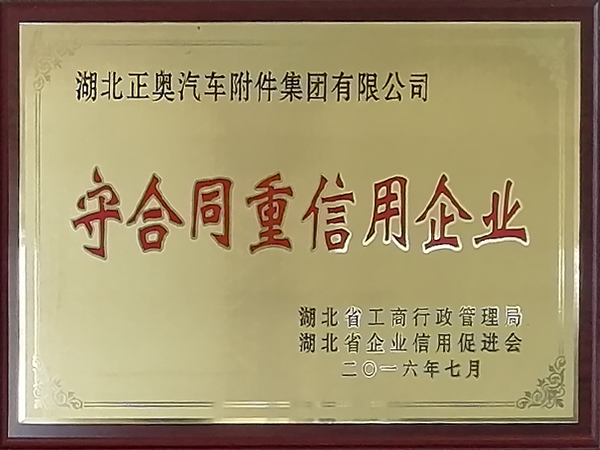 湖北正奥汽车附件集团有限公司
守合同重信用企业
湖北省工商行政管理局
湖北省企业信用促进会
二〇一六年七月